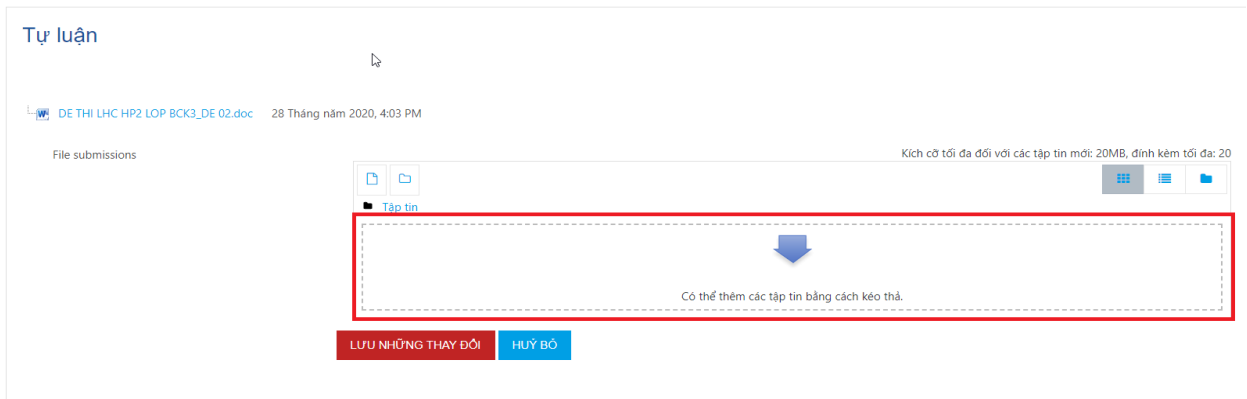 Tự luận
DE THI LHC HP2 LOP BCK3_DE 02.doc 28 Tháng năm 2020, 4:03 PM
File submissions
Kích cỡ tối đa đối với các tập tin mới: 20MB, đính kèm tối đa: 20
Tập tin
Có thể thêm các tập tin bằng cách kéo thả.
LƯU NHỮNG THAY ĐỔI HUỶ BỎ